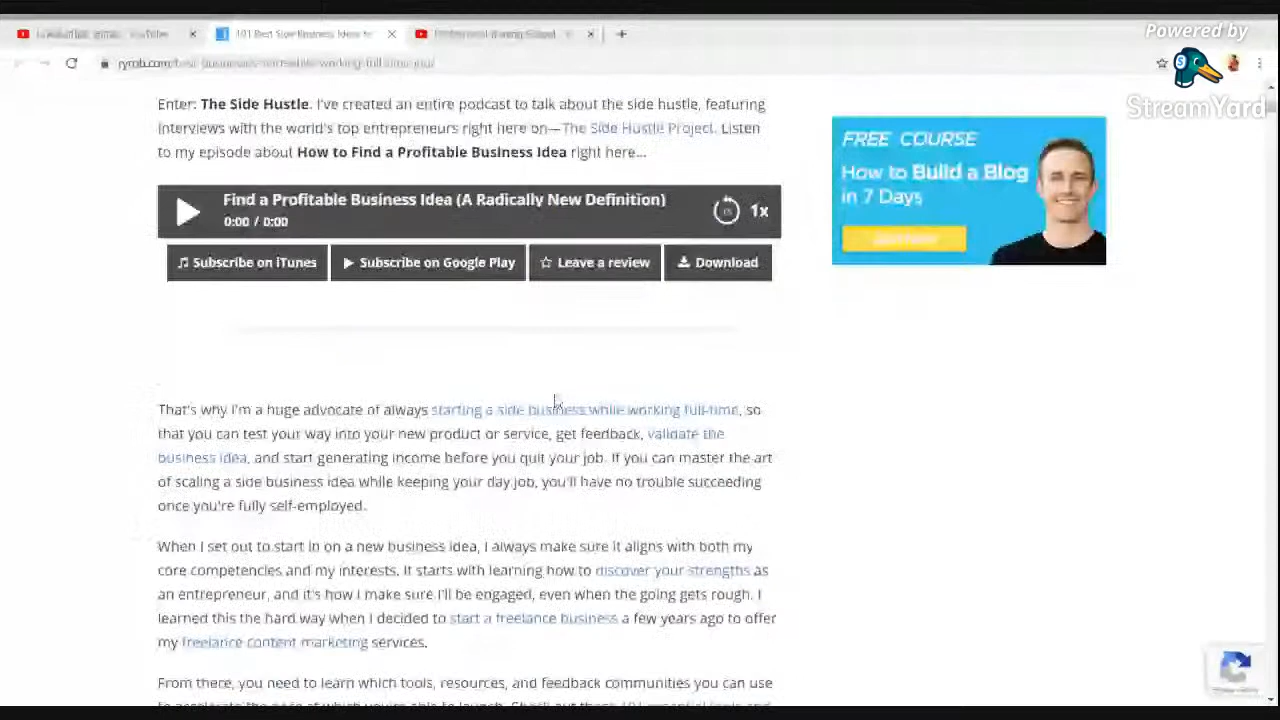 Powered by
StreamYard
101 Best Side Business Ideas to
ryrob.com
Enter: The Side Hustle. I've created an entire podcast to talk about the side hustle, featuring
interviews with the world's top entrepreneurs right here on—The Side Hustle Project. Listen
to my episode about How to Find a Profitable Business Idea right here...
Find a Profitable Business Idea (A Radically New Definition)
0:00 / 0:00
1x
Subscribe on iTunes
Subscribe on Google Play
Leave a review
Download
FREE COURSE
How to Build a Blog
in 7 Days
That's why I'm a huge advocate of always starting a side business while working full-time, so
that you can test your way into your new product or service, get feedback, validate the
business idea, and start generating income before you quit your job. If you can master the art
of scaling a side business idea while keeping your day job, you'll have no trouble succeeding
once you're fully self-employed.
When I set out to start in on a new business idea, I always make sure it aligns with both my
core competencies and my interests. It starts with learning how to discover your strengths as
an entrepreneur, and it's how I make sure I'll be engaged, even when the going gets rough. I
learned this the hard way when I decided to start a freelance business a few years ago to offer
my freelance content marketing services.
From there, you need to learn which tools, resources, and feedback communities you can use